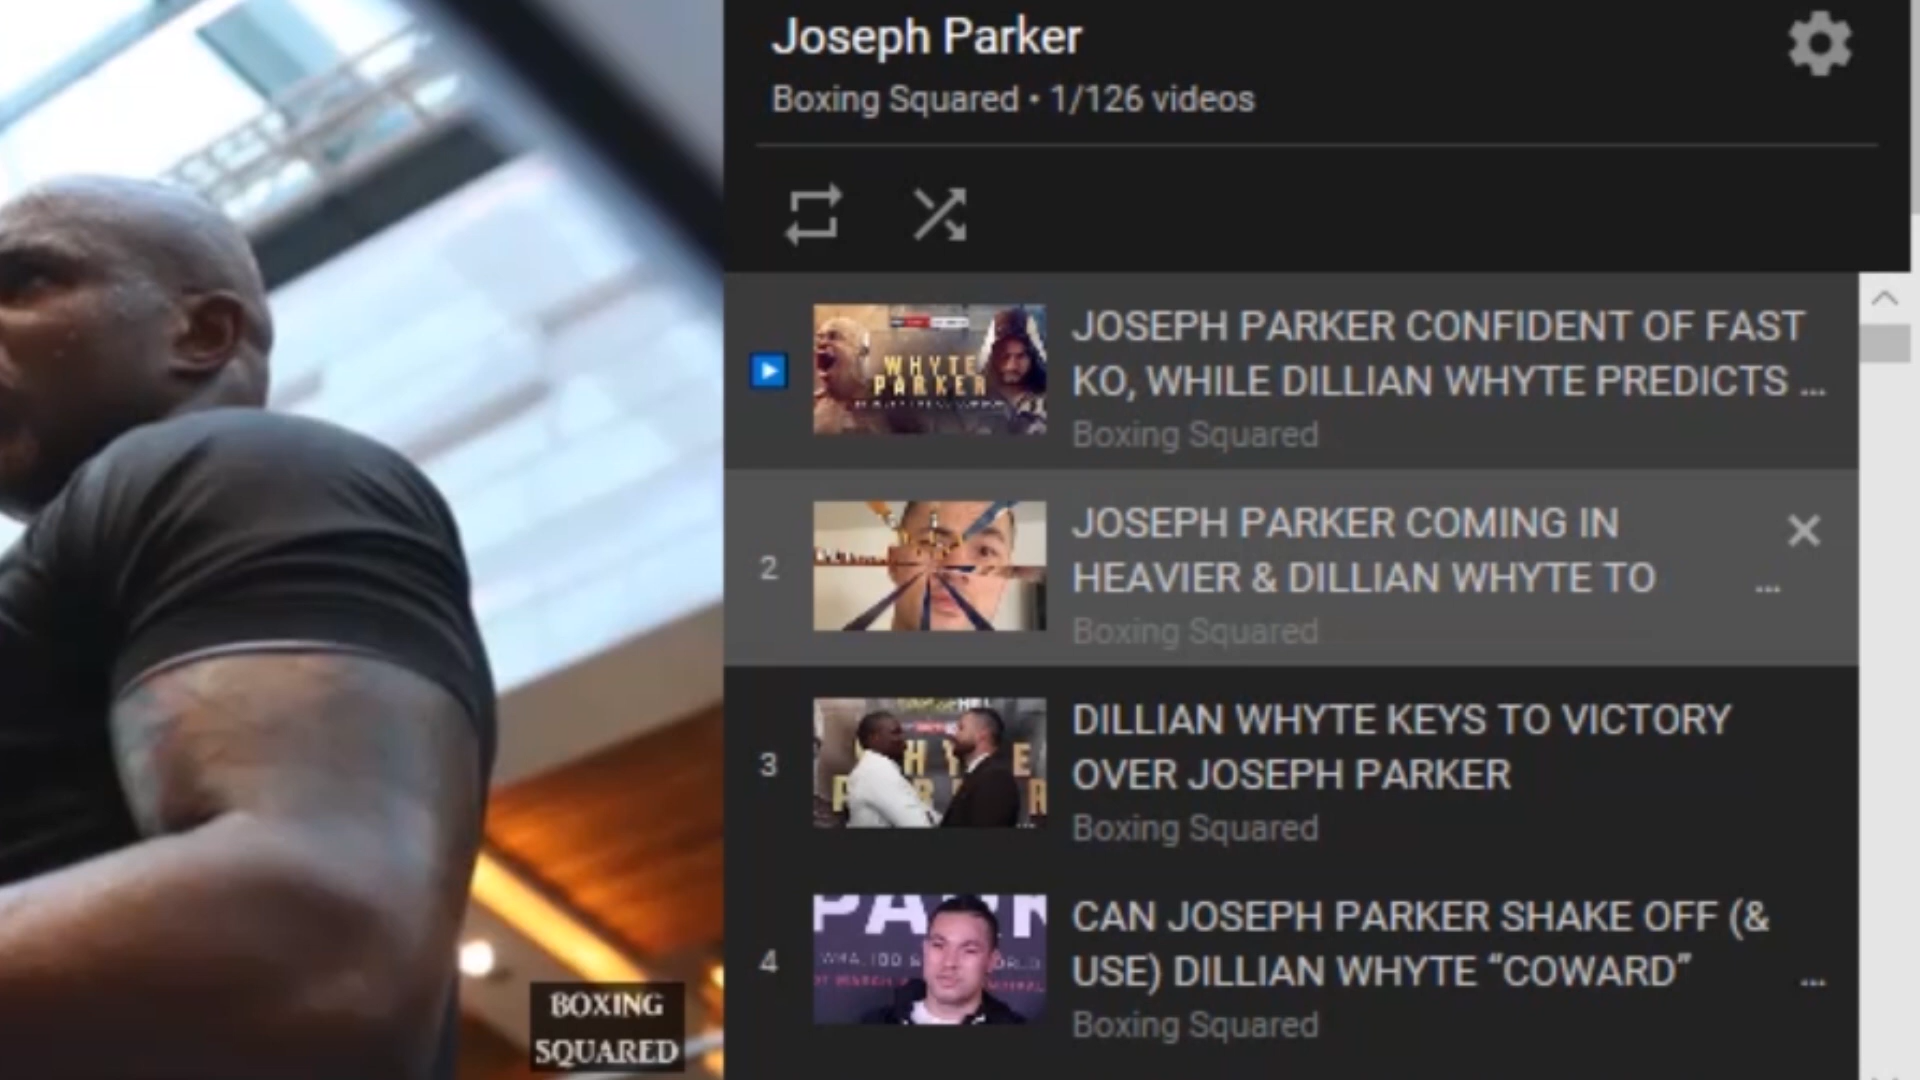 Joseph Parker
Boxing Squared • 1/126 videos
WHYTE
PARKER
JOSEPH PARKER CONFIDENT OF FAST
KO, WHILE DILLIAN WHYTE PREDICTS ...
Boxing Squared
2
JOSEPH PARKER COMING IN
HEAVIER & DILLIAN WHYTE TO ...
Boxing Squared
3
DILLIAN WHYTE KEYS TO VICTORY
OVER JOSEPH PARKER
Boxing Squared
4
CAN JOSEPH PARKER SHAKE OFF (&
USE) DILLIAN WHYTE “COWARD” ...
Boxing Squared
BOXING
SQUARED